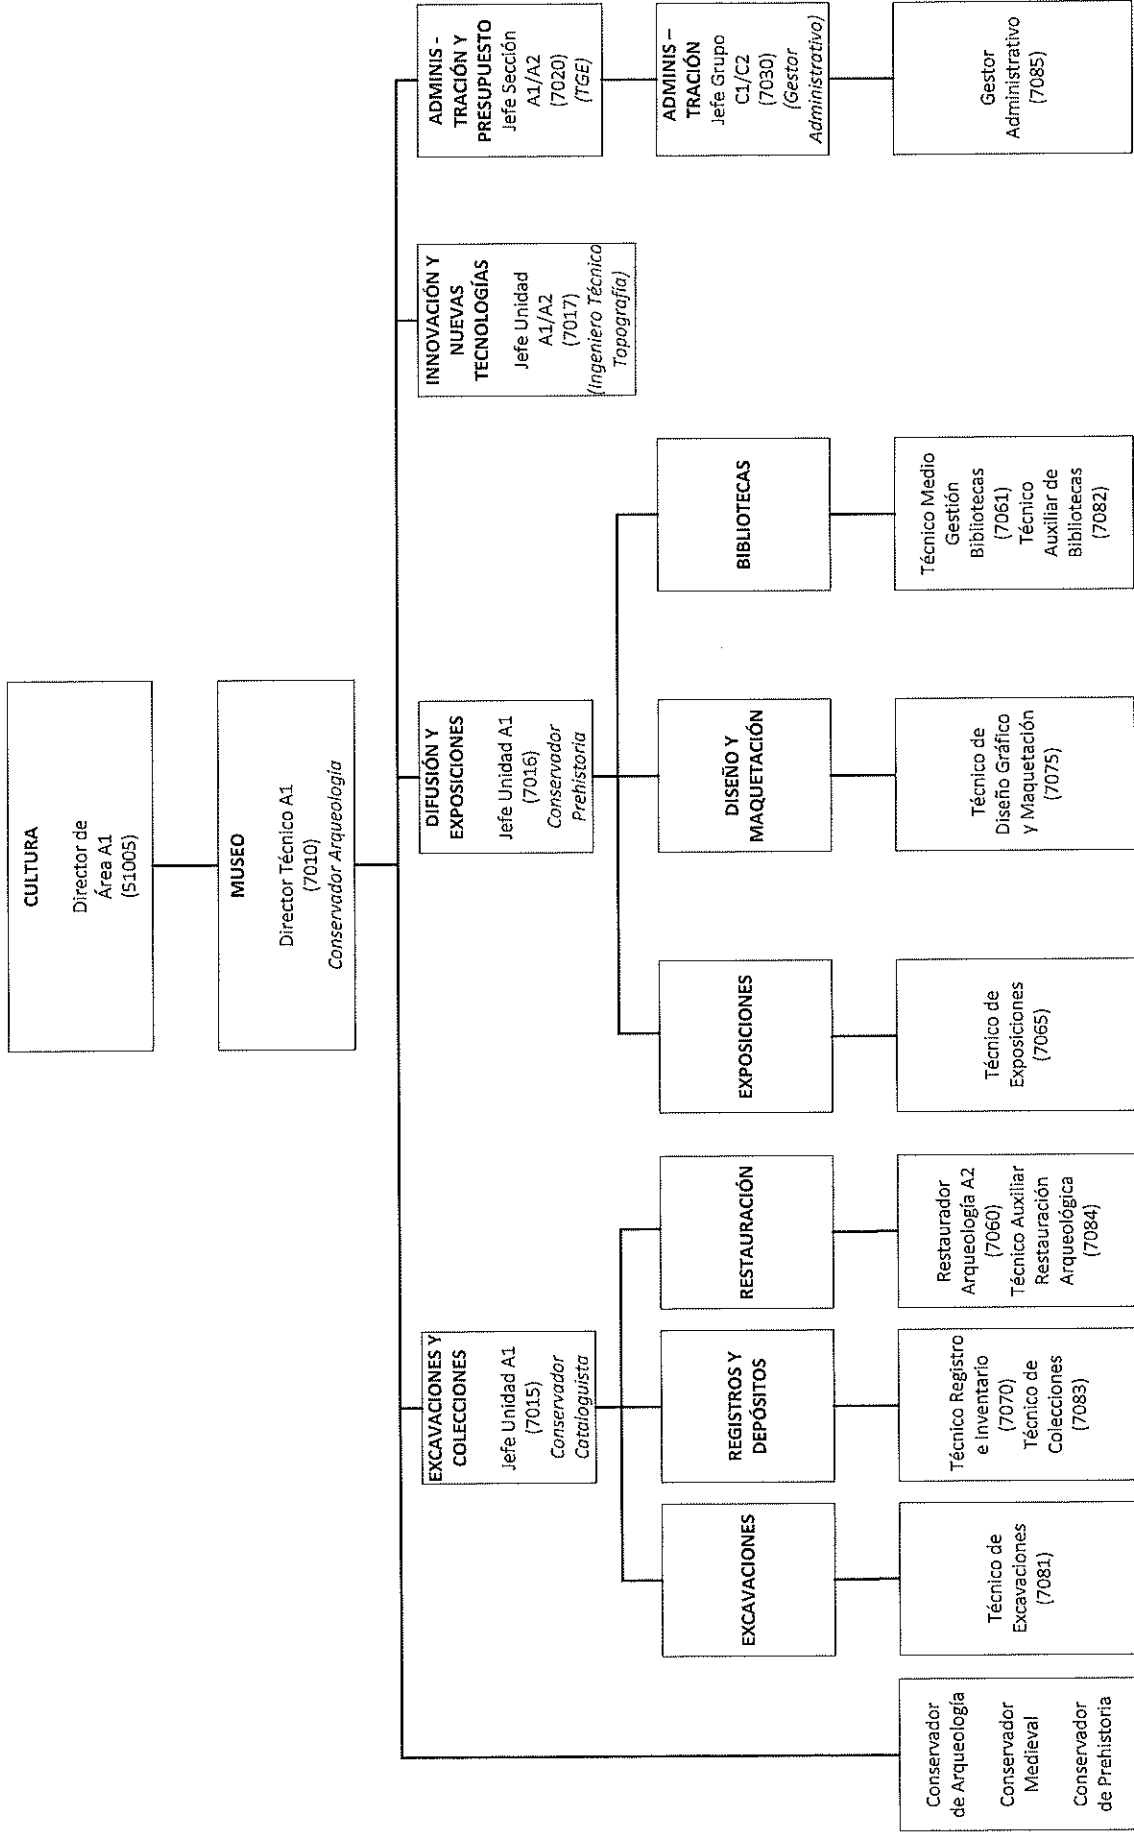 CULTURA
Director de
Área A1
(S1005)
MUSEO
Director Técnico A1
(7010)
Conservador Arqueología
EXCAVACIONES Y
COLECCIONES
Jefe Unidad A1
(7015)
Conservador
Cataloguista
DIFUSIÓN Y
EXPOSICIONES
Jefe Unidad A1
(7016)
Conservador
Prehistoria
INNOVACIÓN Y
NUEVAS
TECNOLOGÍAS
Jefe Unidad
A1/A2
(7017)
(Ingeniero Técnico
Topografía)
ADMINIS -
TRACIÓN Y
PRESUPUESTO
Jefe Sección
A1/A2
(7020)
(TGE)
EXCAVACIONES
REGISTROS Y
DEPÓSITOS
RESTAURACIÓN
EXPOSICIONES
DISEÑO Y
MAQUETACIÓN
BIBLIOTECAS
ADMINIS –
TRACIÓN
Jefe Grupo
C1/C2
(7030)
(Gestor
Administrativo)
Conservador
de Arqueología
Conservador
Medieval
Conservador
de Prehistoria
Técnico de
Excavaciones
(7081)
Técnico Registro
e Inventario
(7070)
Técnico de
Colecciones
(7083)
Restaurador
Arqueología A2
(7060)
Técnico Auxiliar
Restauración
Arqueológica
(7084)
Técnico de
Exposiciones
(7065)
Técnico de
Diseño Gráfico
y Maquetación
(7075)
Técnico Medio
Gestión
Bibliotecas
(7061)
Técnico
Auxiliar de
Bibliotecas
(7082)
Gestor
Administrativo
(7085)